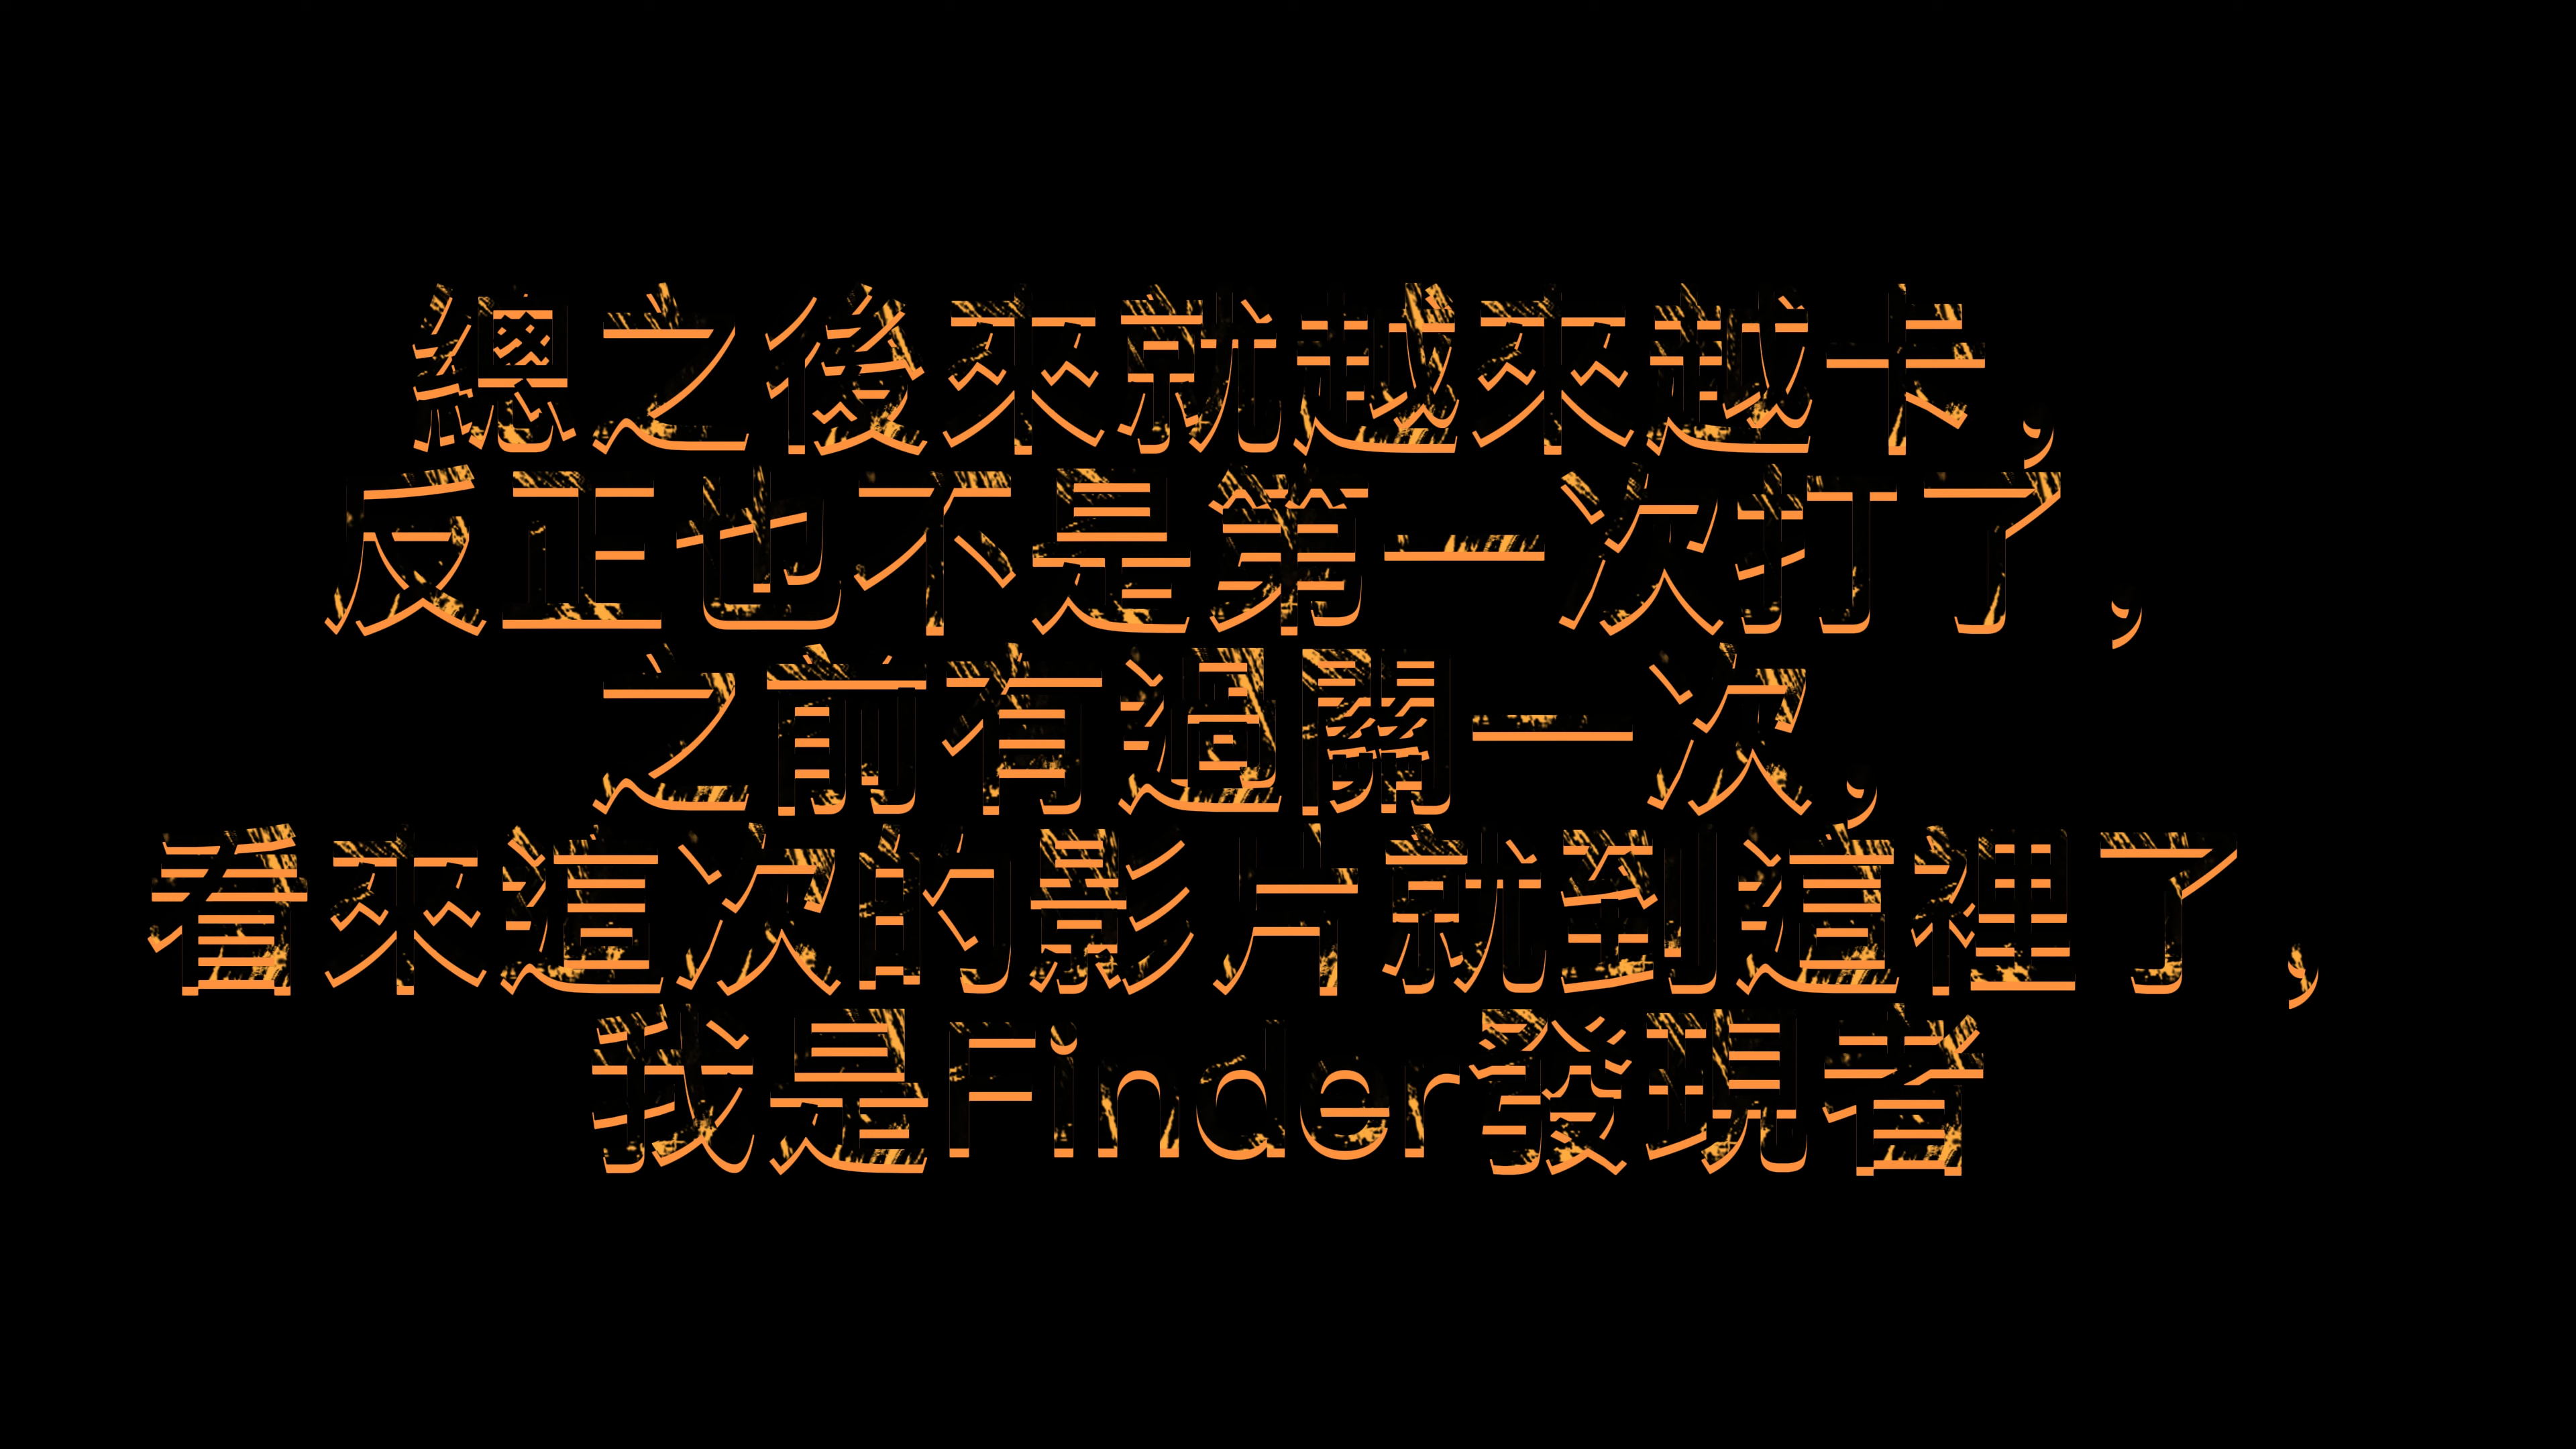 總之後來就越來越卡，
反正也不是第一次打了，
之前有過關一次，
看來這次的影片就到這裡了，
我是Finder發現者